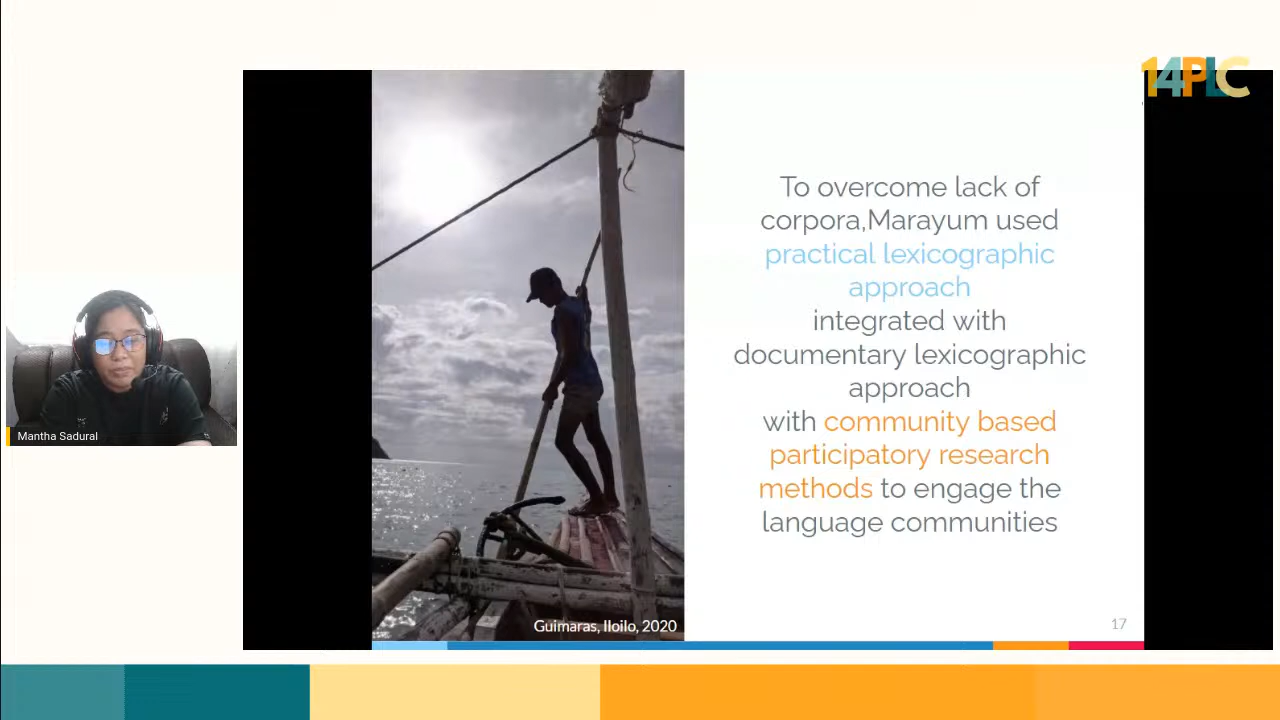 14PLC
To overcome lack of
corpora,Marayum used
practical lexicographic
approach
integrated with
documentary lexicographic
approach
with community based
participatory research
methods to engage the
language communities
Mantha Sadural
Guimaras, Iloilo, 2020
17